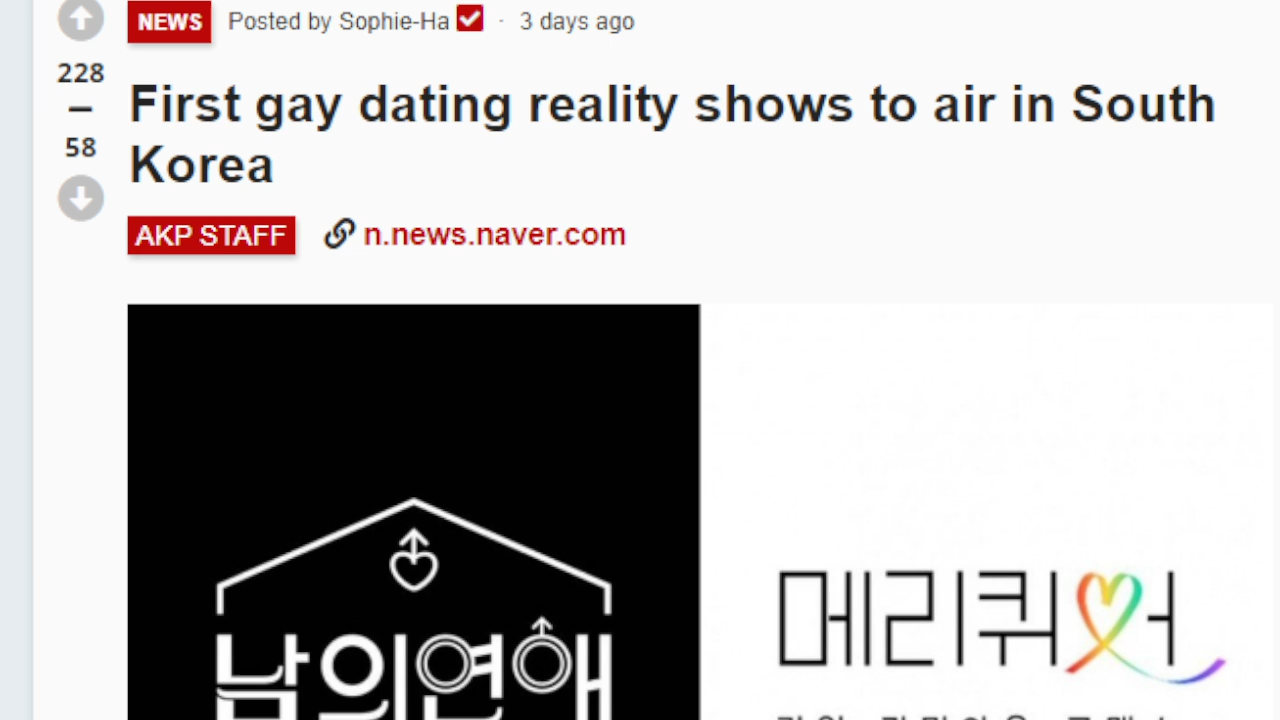 NEWS Posted by Sophie-Ha · 3 days ago
228
–
58
First gay dating reality shows to air in South
Korea
AKP STAFF n.news.naver.com
남의연애
메리퀴어